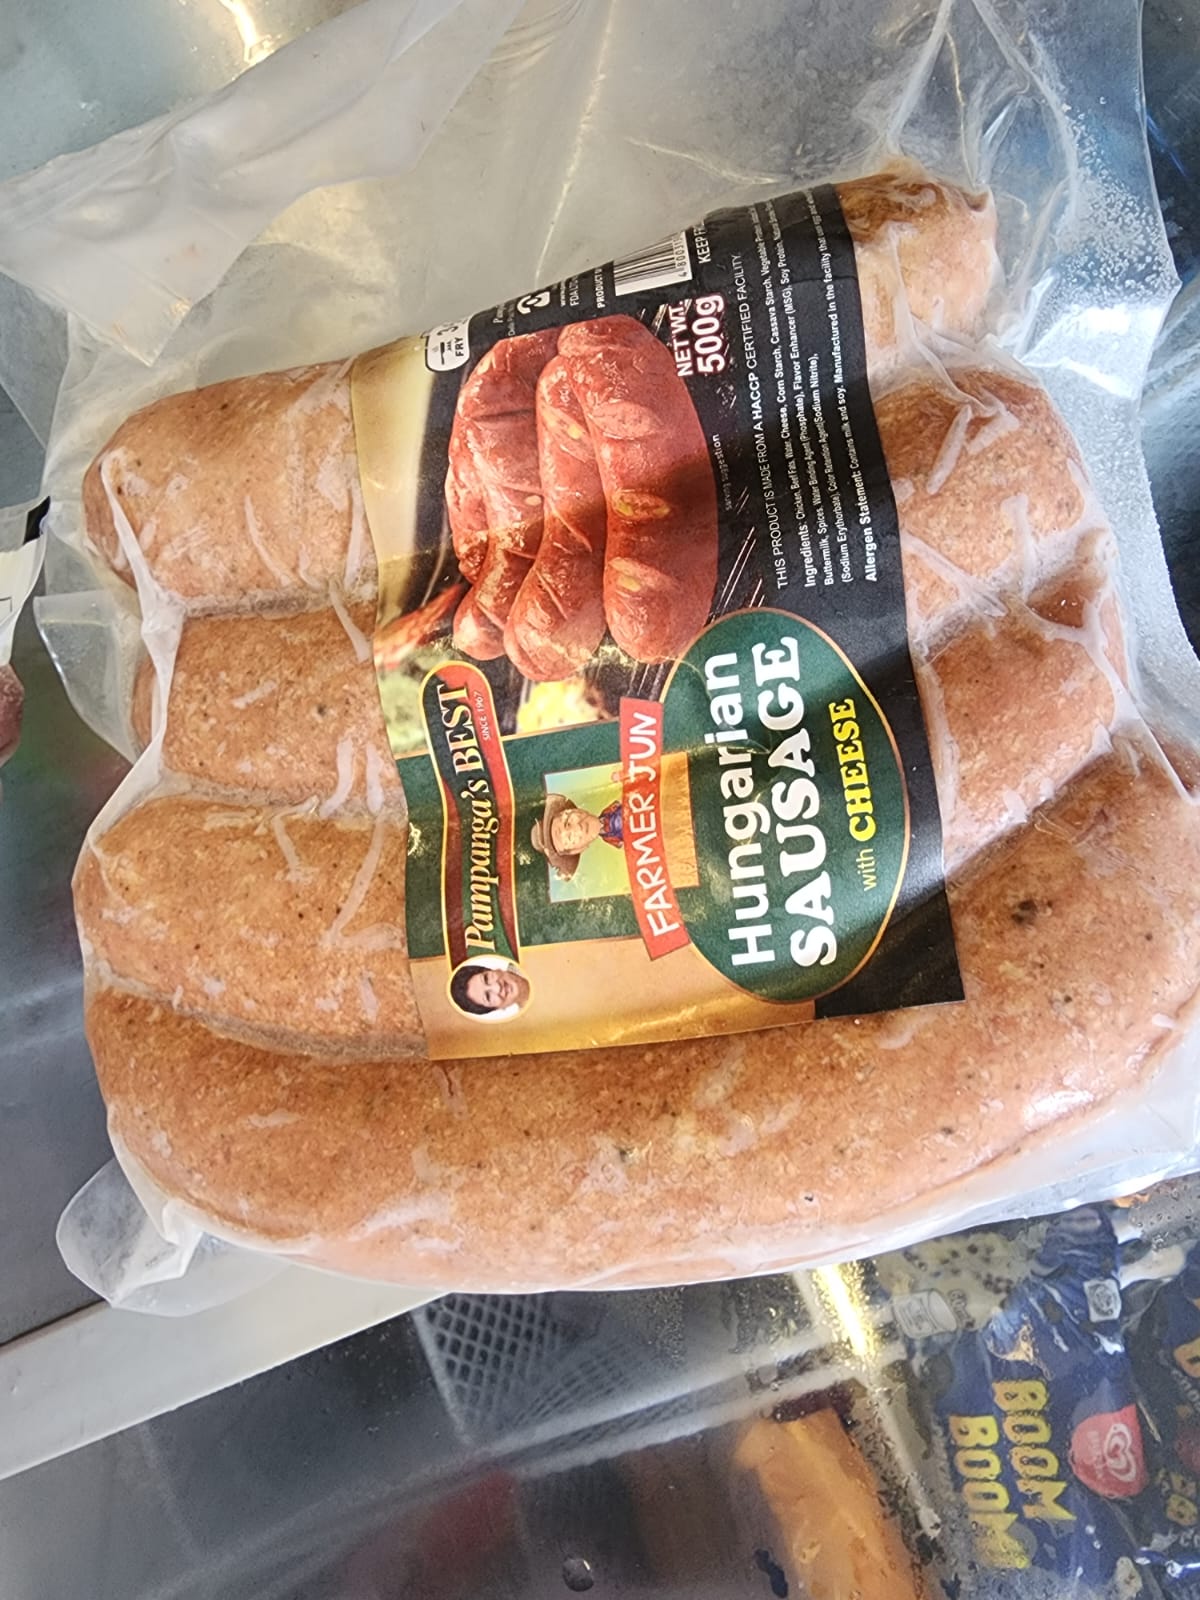 Pampanga's BEST
SINCE 1967
FARMER JUN
Hungarian
SAUSAGE
with CHEESE
FRY
KEEP
NET WT.
500g
serving suggestion
THIS PRODUCT IS MADE FROM A HACCP CERTIFIED FACILITY
Ingredients: Chicken, Beef Fats, Water, Cheese, Corn Starch, Cassava Starch, Vegetable Protein
Buttermilk, Spices, Water Binding Agent (Phosphate), Flavor Enhancer (MSG), Soy Protein,
(Sodium Erythorbate), Color Retention Agent(Sodium Nitrite),
Allergen Statement: Contains milk and soy. Manufactured in the facility that
BOOM
BOOM